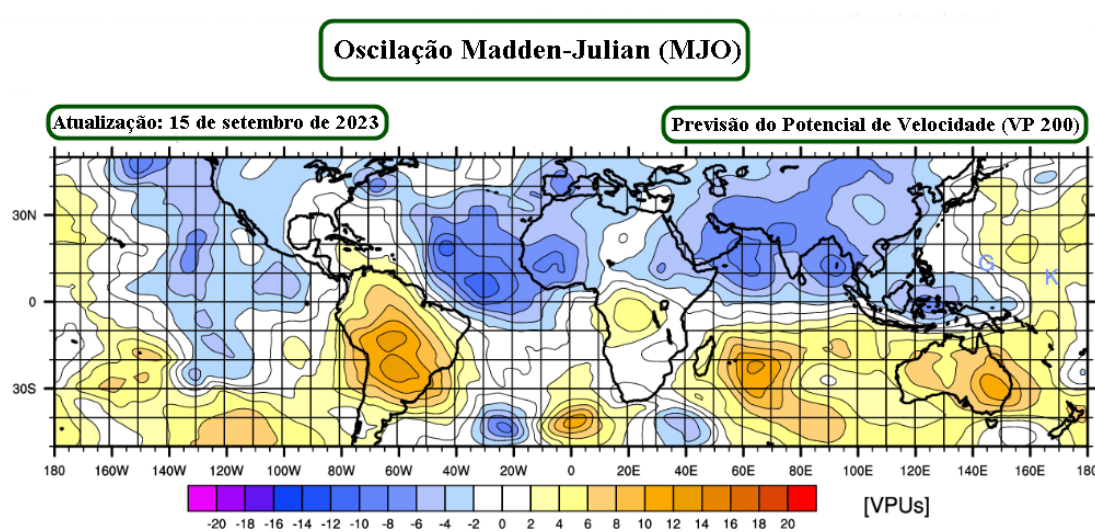 Oscilação Madden-Julian (MJO)
Atualização: 15 de setembro de 2023
Previsão do Potencial de Velocidade (VP 200)
30N
0
30S
G
K
180 160W 140W 120W 100W 80W 60W 40W 20W 0 20E 40E 60E 80E 100E 120E 140E 160E 180
-20 -18 -16 -14 -12 -10 -8 -6 -4 -2 0 2 4 6 8 10 12 14 16 18 20
[VPUs]